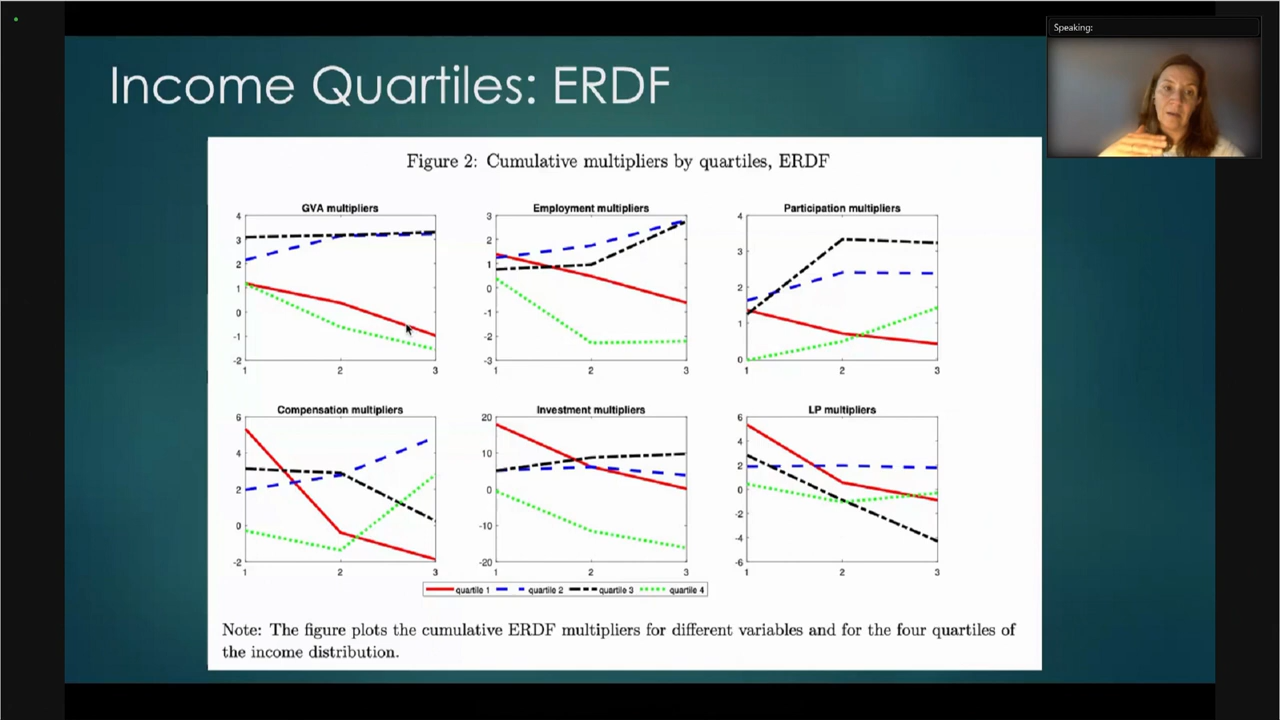 Speaking:
Income Quartiles: ERDF
Figure 2: Cumulative multipliers by quartiles, ERDF
GVA multipliers
4
3
2
1
0
-1
-2
1 2 3
Employment multipliers
3
2
1
0
-1
-2
-3
1 2 3
Participation multipliers
4
3
2
1
0
1 2 3
Compensation multipliers
6
4
2
0
-2
1 2 3
Investment multipliers
20
10
0
-10
-20
1 2 3
LP multipliers
6
4
2
0
-2
-4
-6
1 2 3
quartile 1 quartile 2 quartile 3 quartile 4
Note: The figure plots the cumulative ERDF multipliers for different variables and for the four quartiles of
the income distribution.